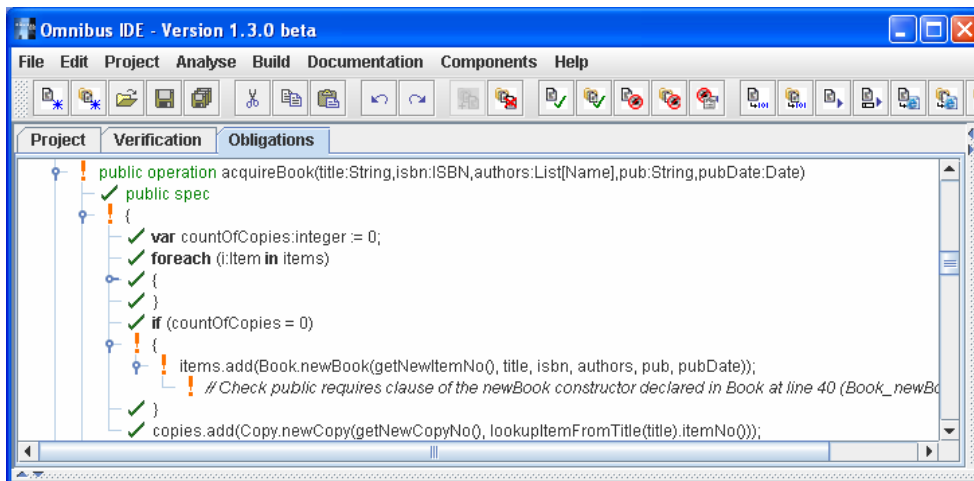 Omnibus IDE - Version 1.3.0 beta
File Edit Project Analyse Build Documentation Components Help
Project Verification Obligations
public operation acquireBook(title:String,isbn:ISBN,authors:List[Name],pub:String,pubDate:Date)
public spec
{
var countOfCopies:integer := 0;
foreach (i:Item in items)
{
}
if (countOfCopies = 0)
{
items.add(Book.newBook(getNewItemNo(), title, isbn, authors, pub, pubDate));
// Check public requires clause of the newBook constructor declared in Book at line 40 (Book_newBo
}
copies.add(Copy.newCopy(getNewCopyNo(), lookupItemFromTitle(title).itemNo()));